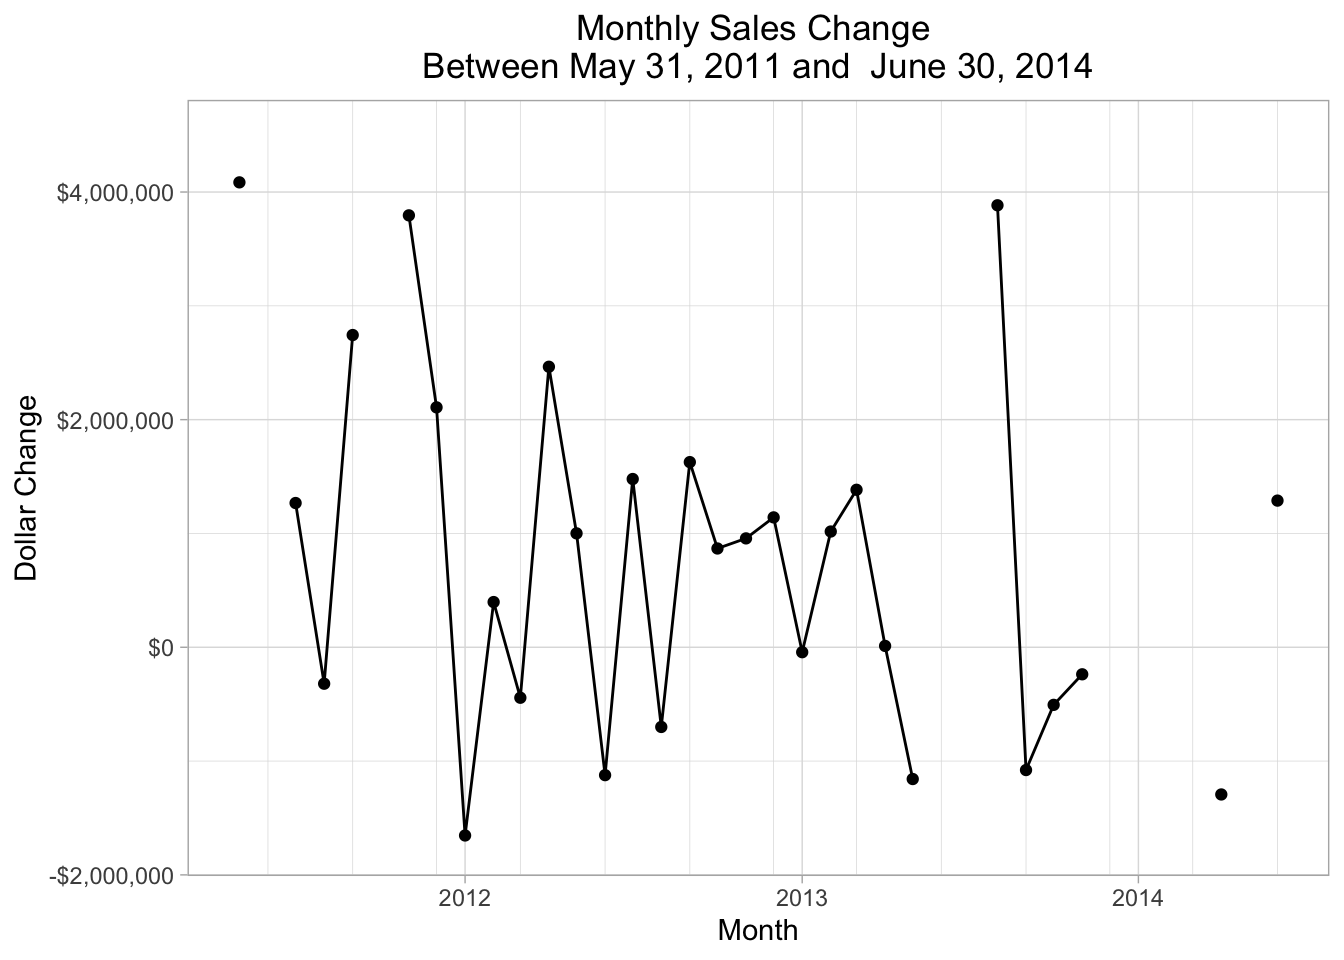 Monthly Sales Change
Between May 31, 2011 and  June 30, 2014
$4,000,000
$2,000,000
$0
-$2,000,000
Dollar Change
2012
2013
2014
Month